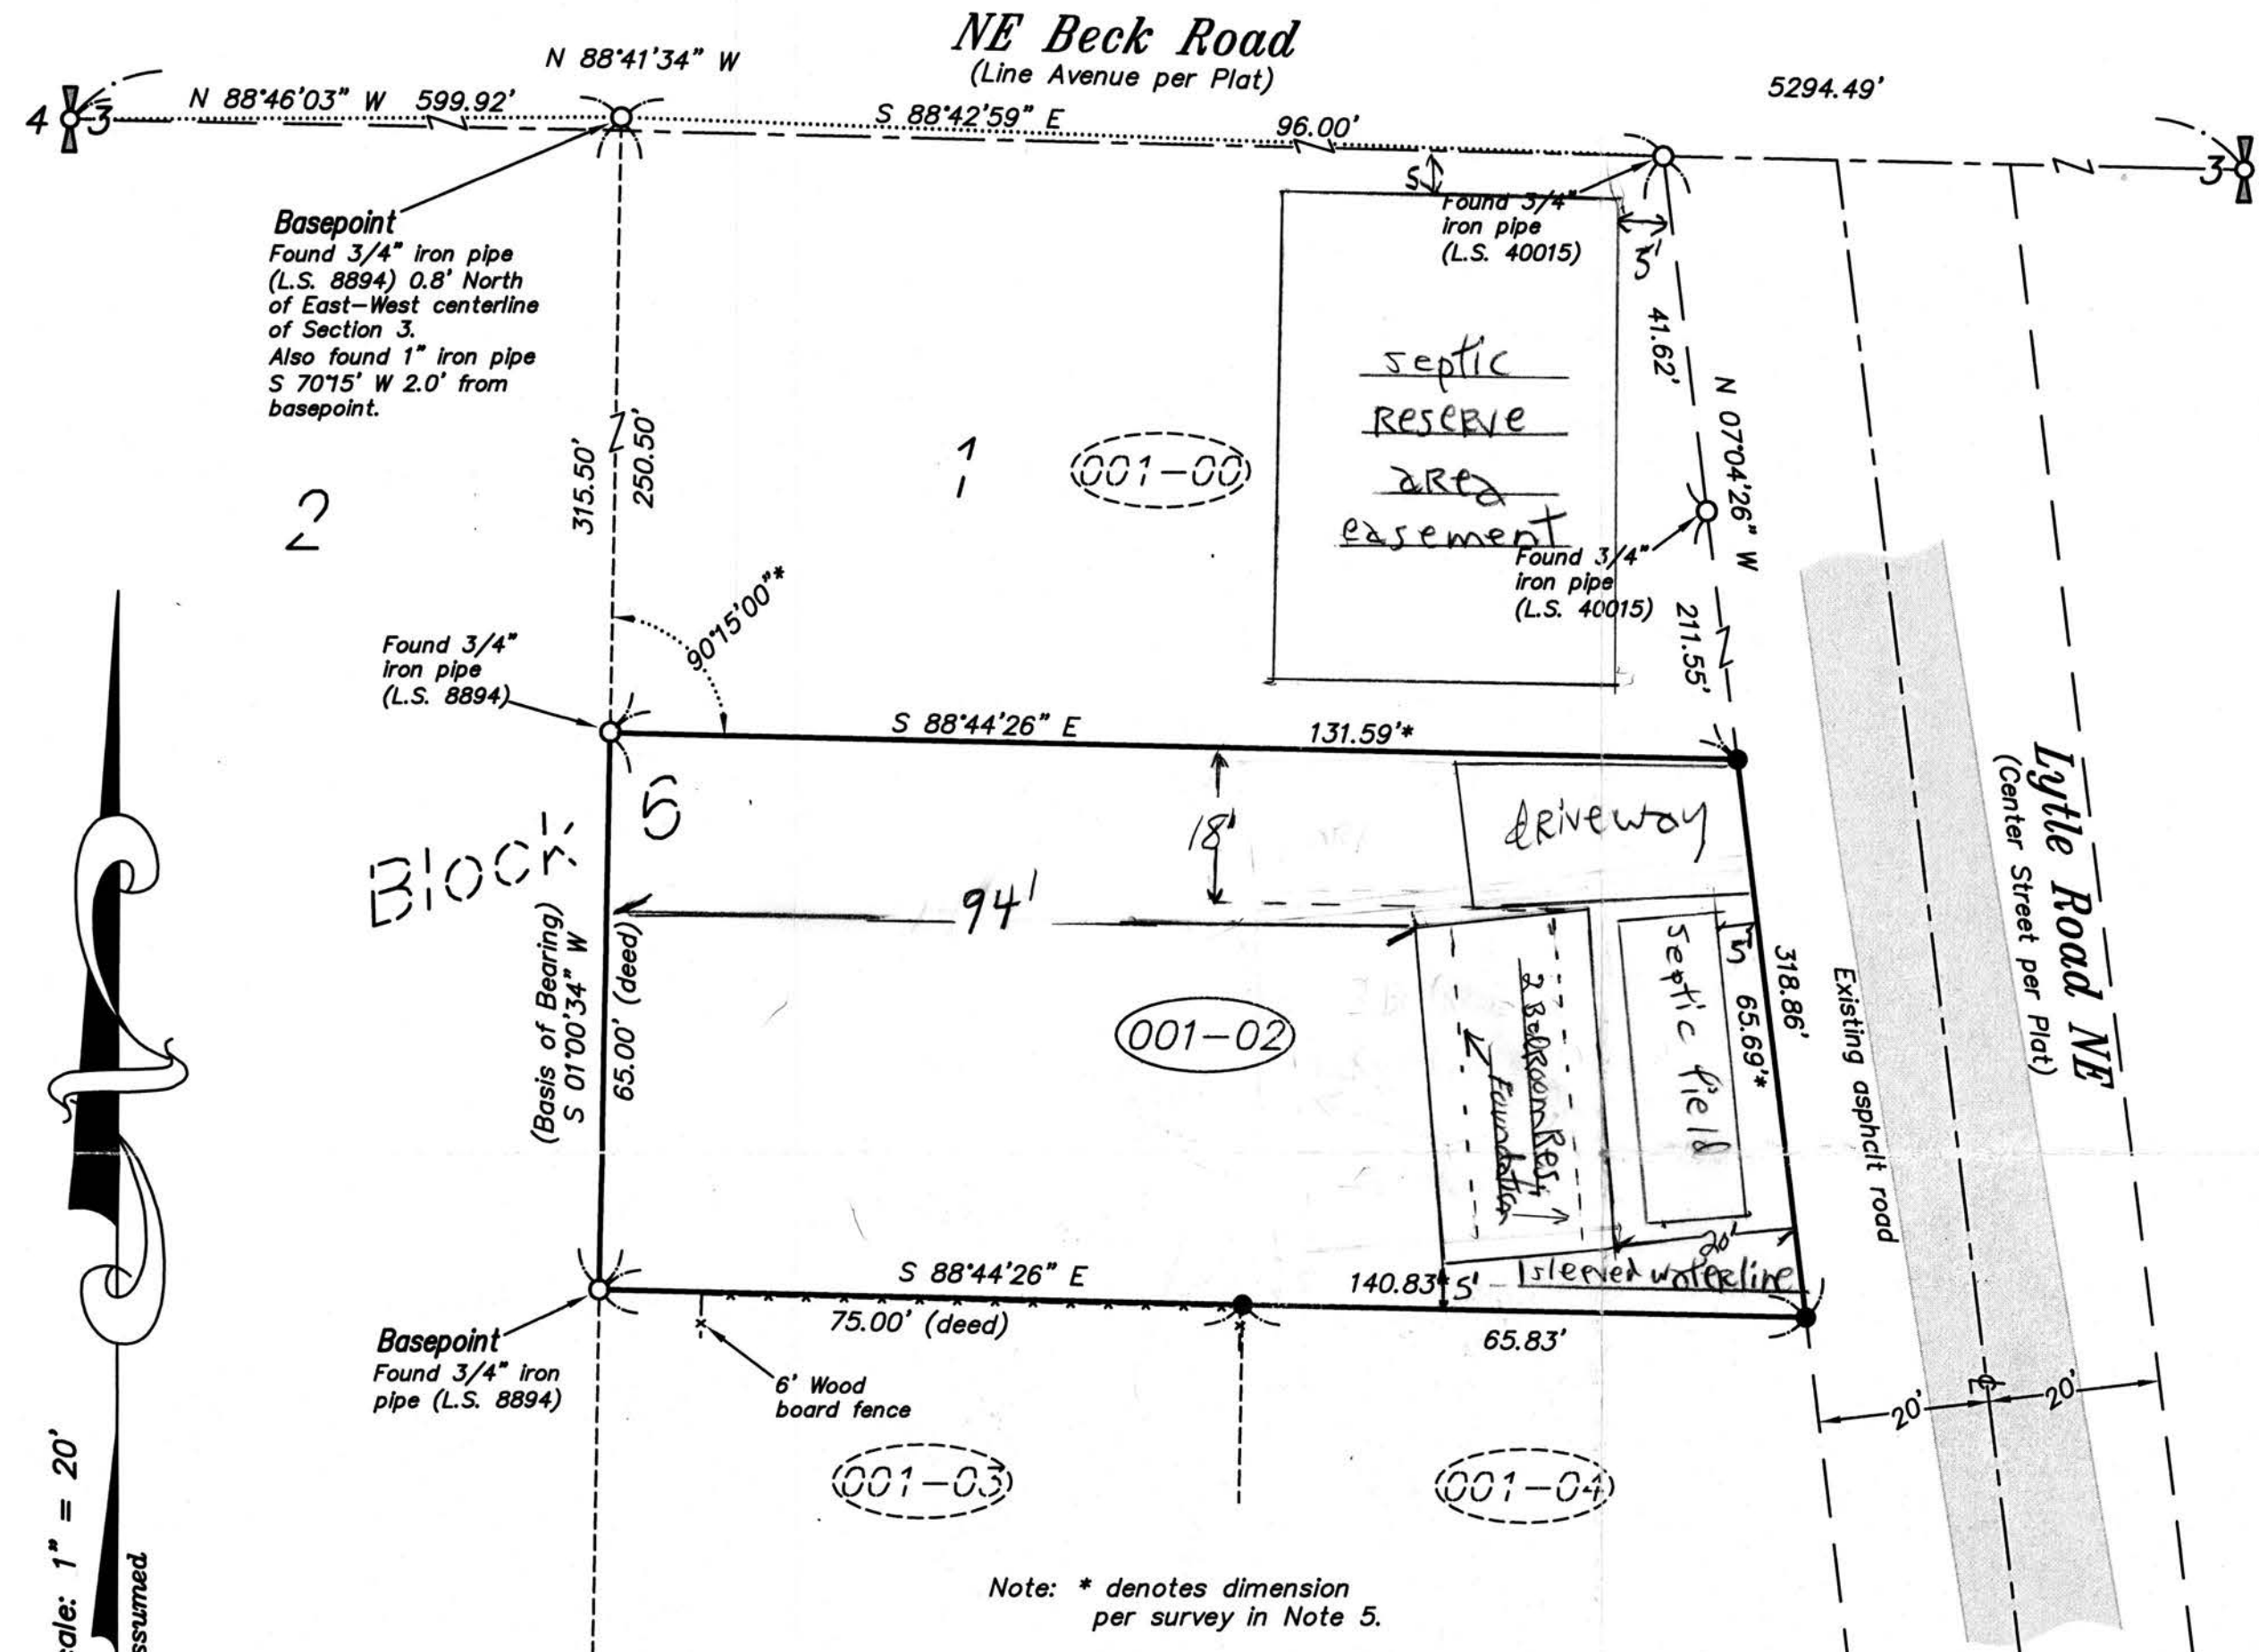 NE Beck Road
(Line Avenue per Plat)
N 88°41'34" W
5294.49'
4
3
N 88°46'03" W 599.92'
S 88°42'59" E
96.00'
3
Basepoint
Found 3/4" iron pipe
(L.S. 8894) 0.8' North
of East-West centerline
of Section 3.
Also found 1" iron pipe
S 70°15' W 2.0' from
basepoint.
5
Found 3/4"
iron pipe
(L.S. 40015)
5'
41.62'
N 07°04'26" W
septic
Reserve
area
easement
315.50'
250.50'
1
001-00
2
Found 3/4"
iron pipe
(L.S. 40015)
211.55'
90°15'00"*
Found 3/4"
iron pipe
(L.S. 8894)
S 88°44'26" E
131.59'*
Block
5
18'
driveway
94'
Lytle Road NE
(Center Street per Plat)
(Basis of Bearing)
S 01°00'34" W
65.00' (deed)
001-02
2 Bedroom Res.
Foundation
septic field
5
65.69'*
318.86'
Existing asphalt road
20'
S 88°44'26" E
140.83'
5'
sleeved waterline
Basepoint
Found 3/4" iron
pipe (L.S. 8894)
75.00' (deed)
65.83'
6' Wood
board fence
20'
20'
001-03
001-04
ale: 1" = 20'
ssumed
Note: * denotes dimension
per survey in Note 5.